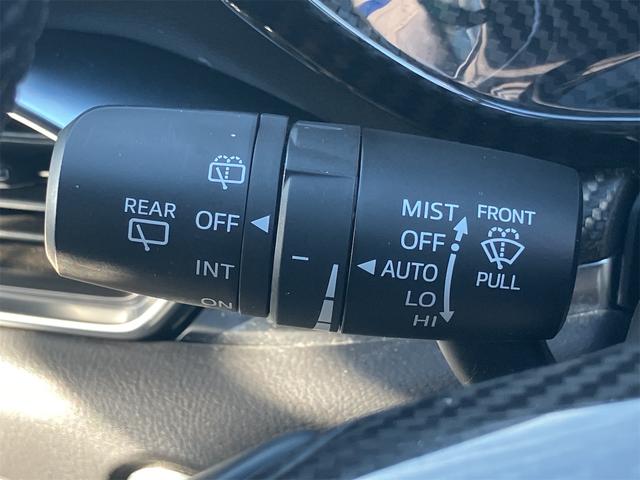 REAR
OFF
INT
ON
MIST
OFF
AUTO
LO
HI
FRONT
PULL